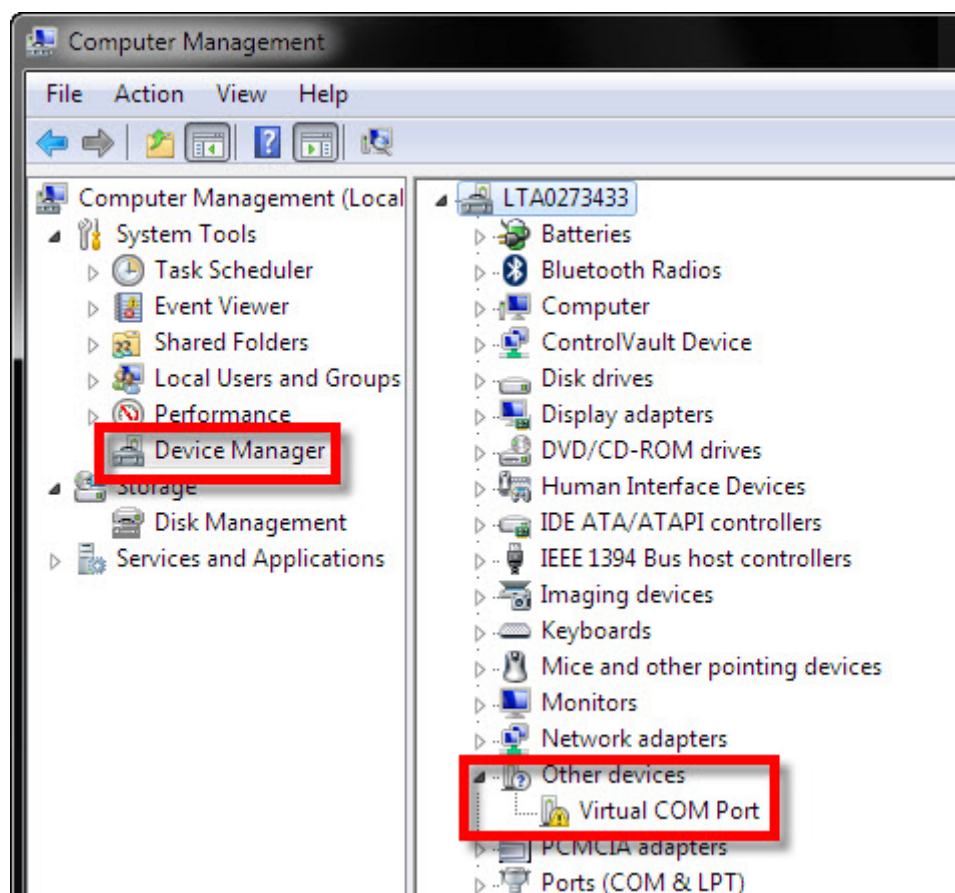 Computer Management
File Action View Help
Computer Management (Local
System Tools
Task Scheduler
Event Viewer
Shared Folders
Local Users and Groups
Performance
Device Manager
Storage
Disk Management
Services and Applications
LTA0273433
Batteries
Bluetooth Radios
Computer
ControlVault Device
Disk drives
Display adapters
DVD/CD-ROM drives
Human Interface Devices
IDE ATA/ATAPI controllers
IEEE 1394 Bus host controllers
Imaging devices
Keyboards
Mice and other pointing devices
Monitors
Network adapters
Other devices
Virtual COM Port
PCMCIA adapters
Ports (COM & LPT)